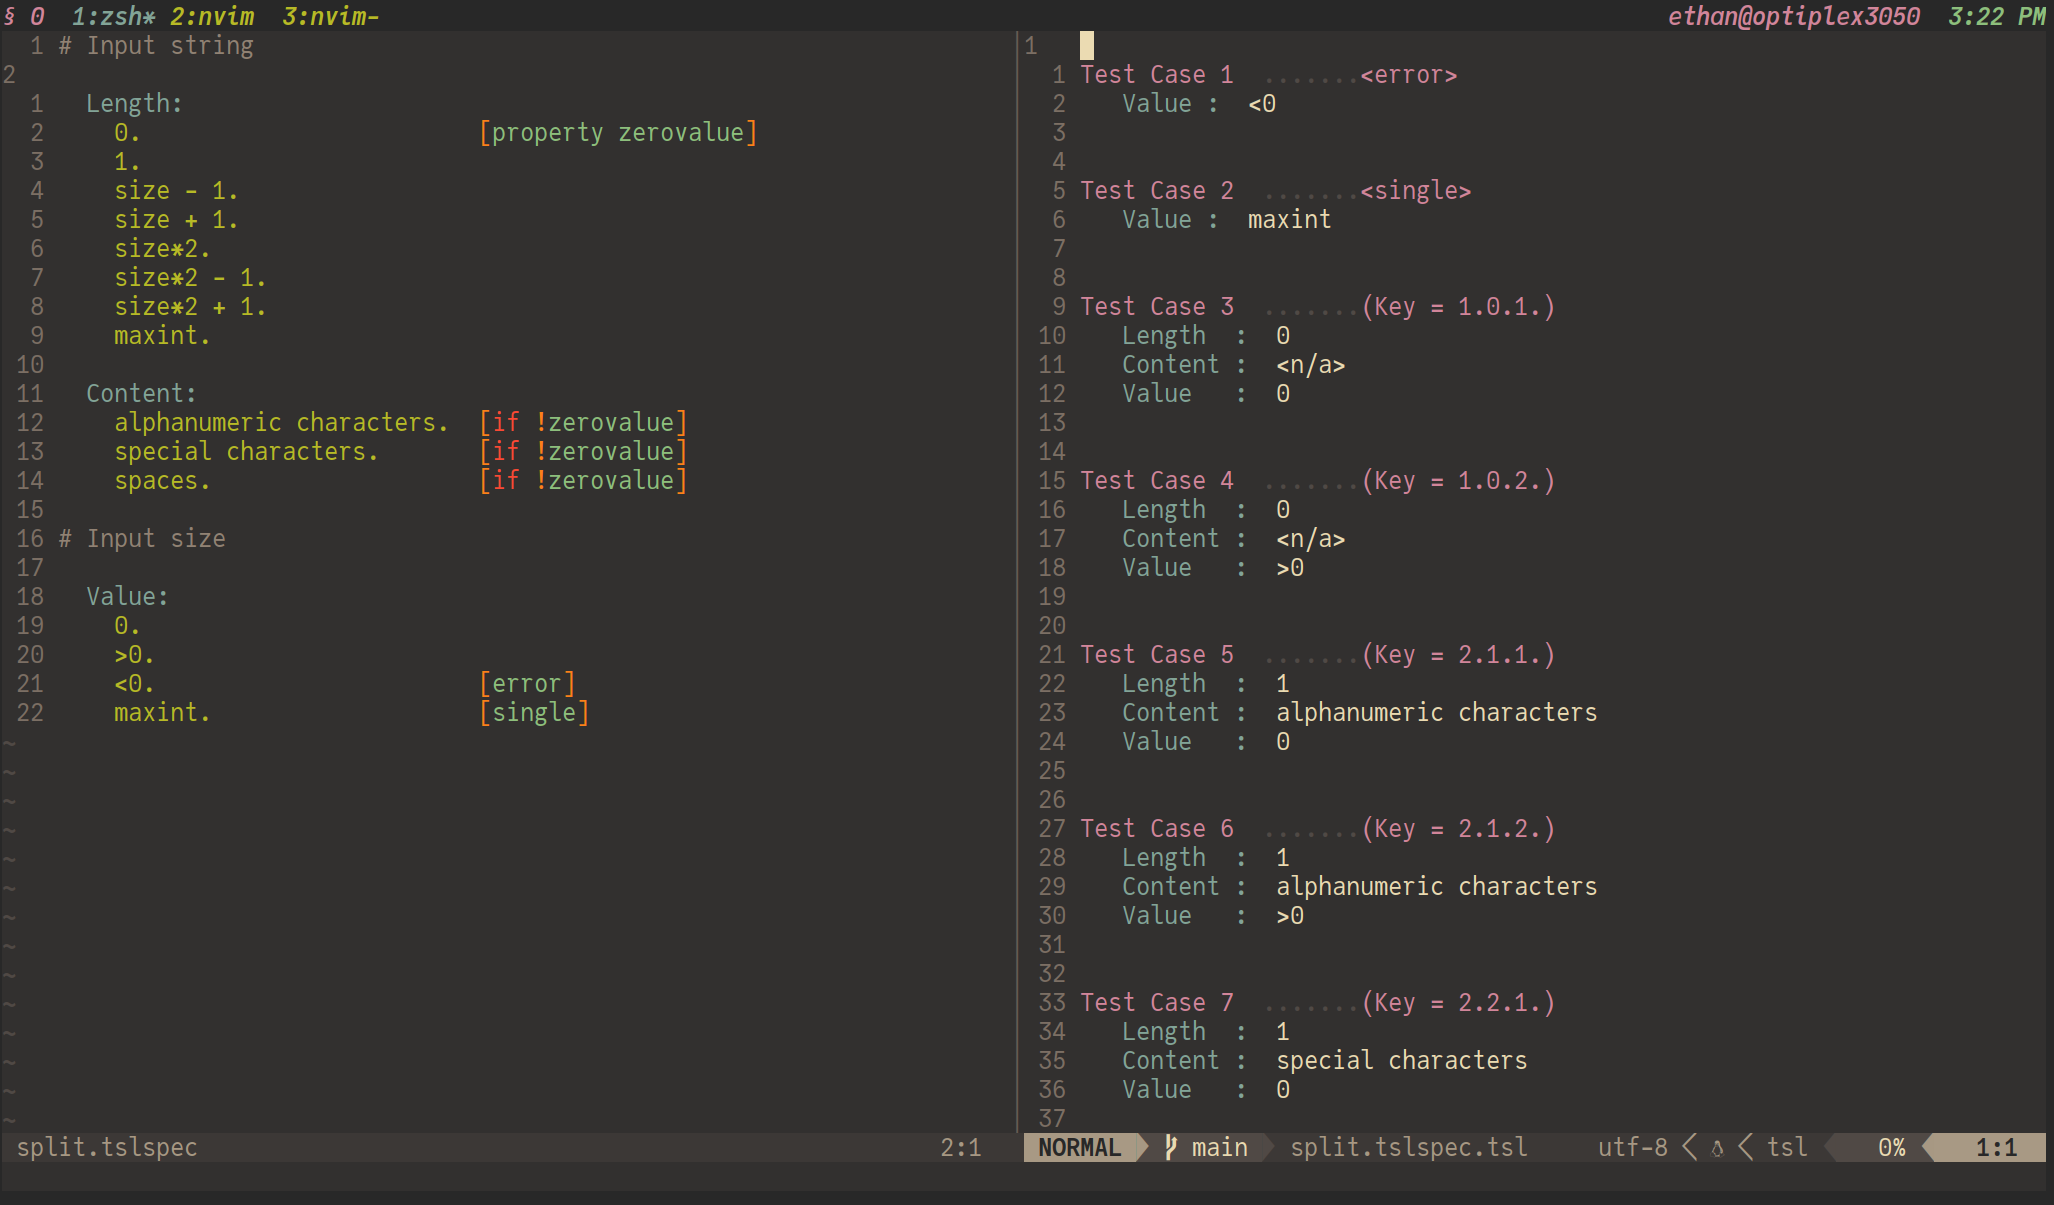 § 0  1:zsh* 2:nvim  3:nvim-  ethan@optiplex3050  3:22 PM
1 # Input string
2
1 Length:
2 0. [property zerovalue]
3 1.
4 size - 1.
5 size + 1.
6 size*2.
7 size*2 - 1.
8 size*2 + 1.
9 maxint.
10
11 Content:
12 alphanumeric characters. [if !zerovalue]
13 special characters. [if !zerovalue]
14 spaces. [if !zerovalue]
15
16 # Input size
17
18 Value:
19 0.
20 >0.
21 <0. [error]
22 maxint. [single]
~
~
~
~
~
~
~
~
~
~
~
~
~
~
split.tslspec 2:1
1
1 Test Case 1  .......<error>
2 Value :  <0
3
4
5 Test Case 2  .......<single>
6 Value :  maxint
7
8
9 Test Case 3  .......(Key = 1.0.1.)
10 Length  :  0
11 Content :  <n/a>
12 Value   :  0
13
14
15 Test Case 4  .......(Key = 1.0.2.)
16 Length  :  0
17 Content :  <n/a>
18 Value   :  >0
19
20
21 Test Case 5  .......(Key = 2.1.1.)
22 Length  :  1
23 Content :  alphanumeric characters
24 Value   :  0
25
26
27 Test Case 6  .......(Key = 2.1.2.)
28 Length  :  1
29 Content :  alphanumeric characters
30 Value   :  >0
31
32
33 Test Case 7  .......(Key = 2.2.1.)
34 Length  :  1
35 Content :  special characters
36 Value   :  0
37
NORMAL main split.tslspec.tsl utf-8 tsl 0% 1:1